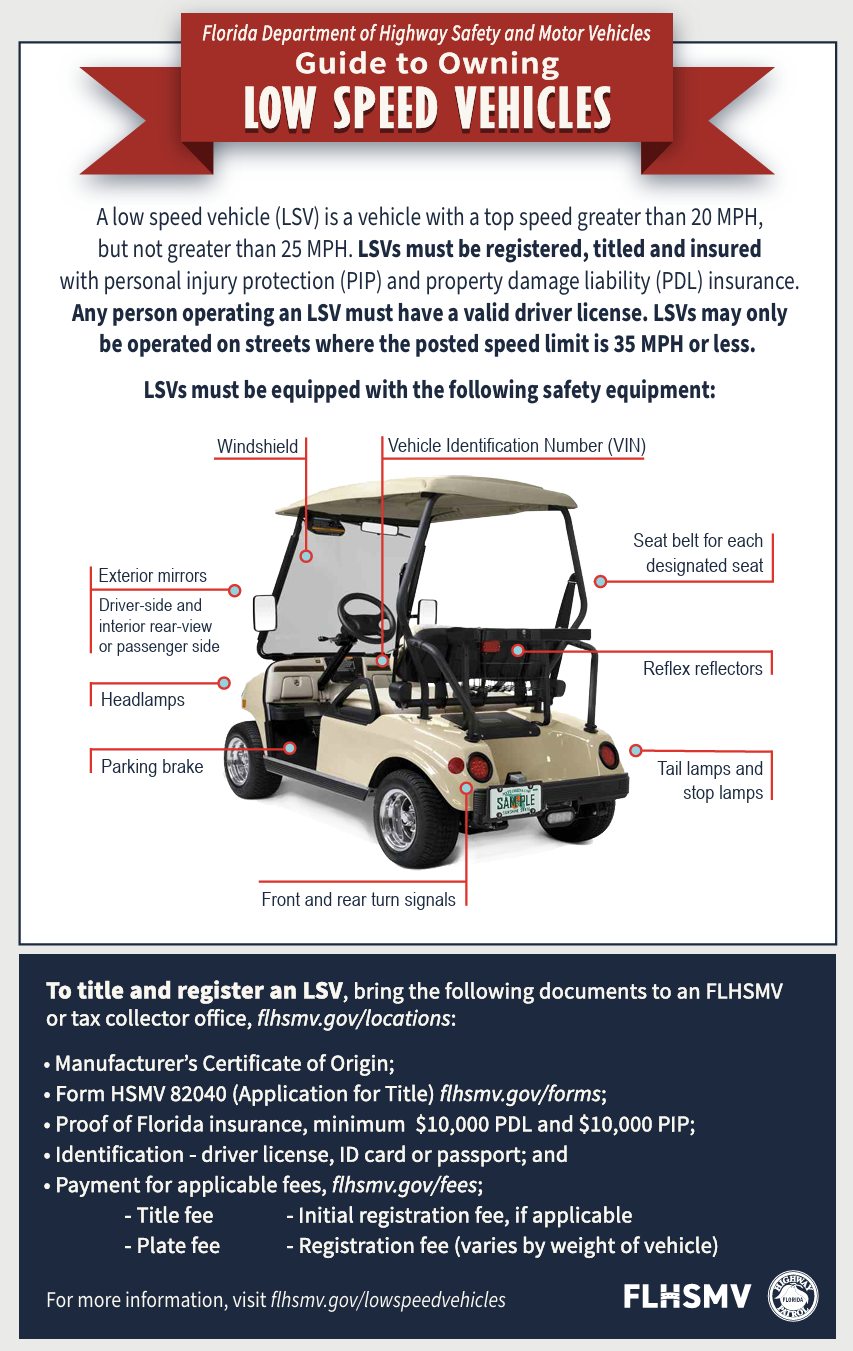 Florida Department of Highway Safety and Motor Vehicles
Guide to Owning
LOW SPEED VEHICLES
A low speed vehicle (LSV) is a vehicle with a top speed greater than 20 MPH,
but not greater than 25 MPH. LSVs must be registered, titled and insured
with personal injury protection (PIP) and property damage liability (PDL) insurance.
Any person operating an LSV must have a valid driver license. LSVs may only
be operated on streets where the posted speed limit is 35 MPH or less.
LSVs must be equipped with the following safety equipment:
Windshield
Vehicle Identification Number (VIN)
Seat belt for each
designated seat
Exterior mirrors
Driver-side and
interior rear-view
or passenger side
Reflex reflectors
Headlamps
Parking brake
Tail lamps and
stop lamps
SAMPLE
Front and rear turn signals
To title and register an LSV, bring the following documents to an FLHSMV
or tax collector office, flhsmv.gov/locations:
• Manufacturer's Certificate of Origin;
• Form HSMV 82040 (Application for Title) flhsmv.gov/forms;
• Proof of Florida insurance, minimum $10,000 PDL and $10,000 PIP;
• Identification - driver license, ID card or passport; and
• Payment for applicable fees, flhsmv.gov/fees;
- Title fee - Initial registration fee, if applicable
- Plate fee - Registration fee (varies by weight of vehicle)
For more information, visit flhsmv.gov/lowspeedvehicles
FLHSMV
HIGHWAY
FLORIDA
PATROL